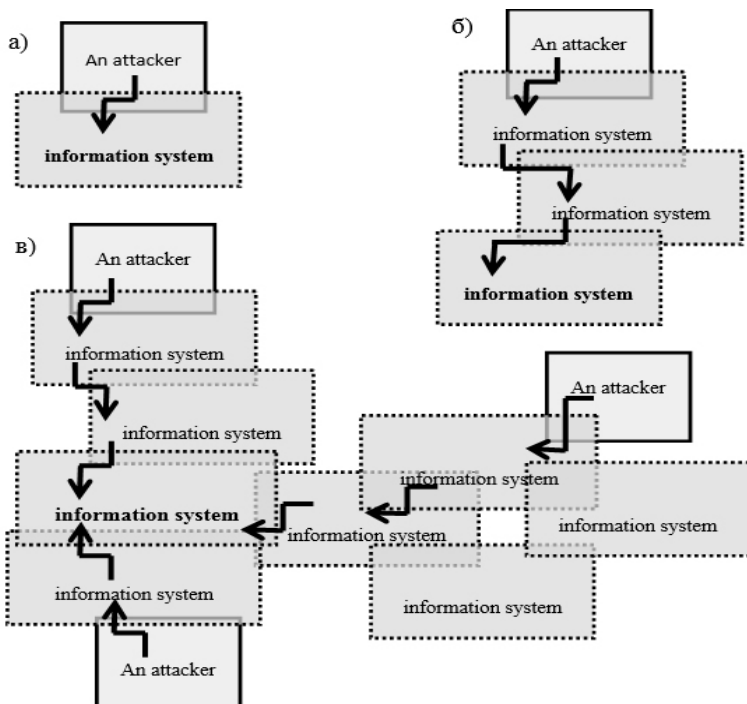 а)
An attacker
information system
б)
An attacker
information system
information system
information system
в)
An attacker
information system
information system
information system
information system
An attacker
An attacker
information system
information system
information system
information system